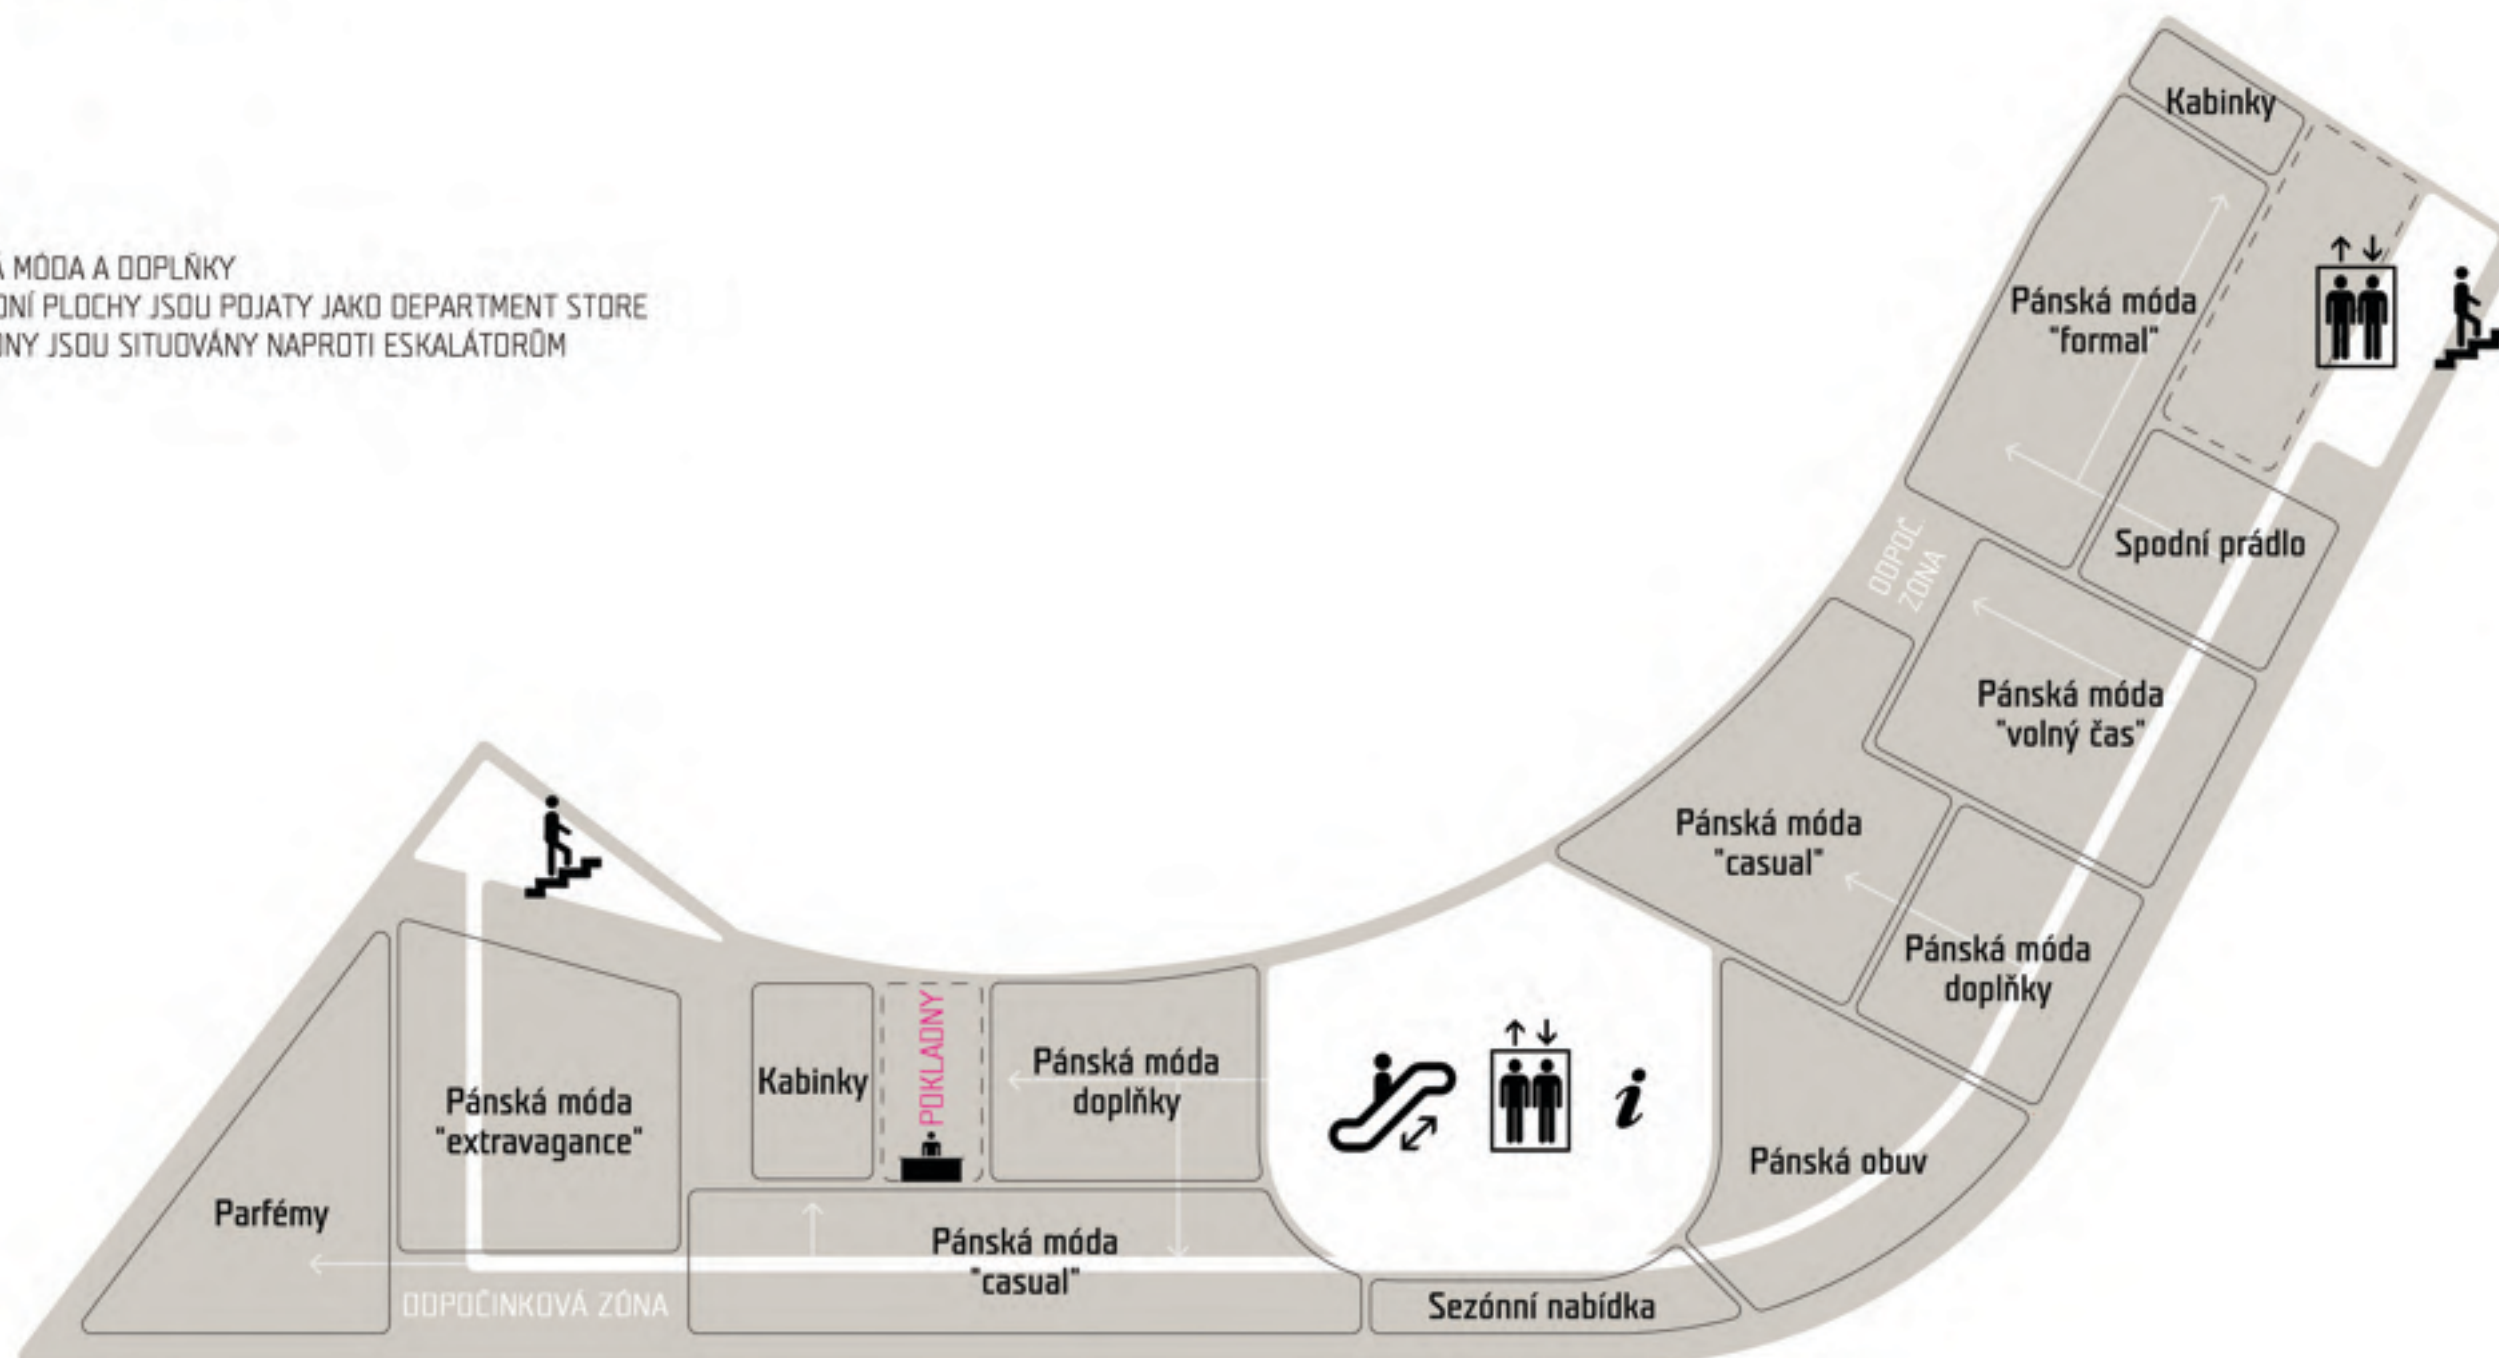 Á MÓDA A DOPLŇKY
DNÍ PLOCHY JSOU POJATY JAKO DEPARTMENT STORE
NY JSOU SITUOVÁNY NAPROTI ESKALÁTORŮM
Kabinky
Pánská móda
"formal"
Spodní prádlo
ODPOČ.
ZÓNA
Pánská móda
"volný čas"
Pánská móda
"casual"
Pánská móda
doplňky
Pánská obuv
Sezónní nabídka
i
Pánská móda
doplňky
POKLADNY
Kabinky
Pánská móda
"casual"
Pánská móda
"extravagance"
Parfémy
ODPOČINKOVÁ ZÓNA